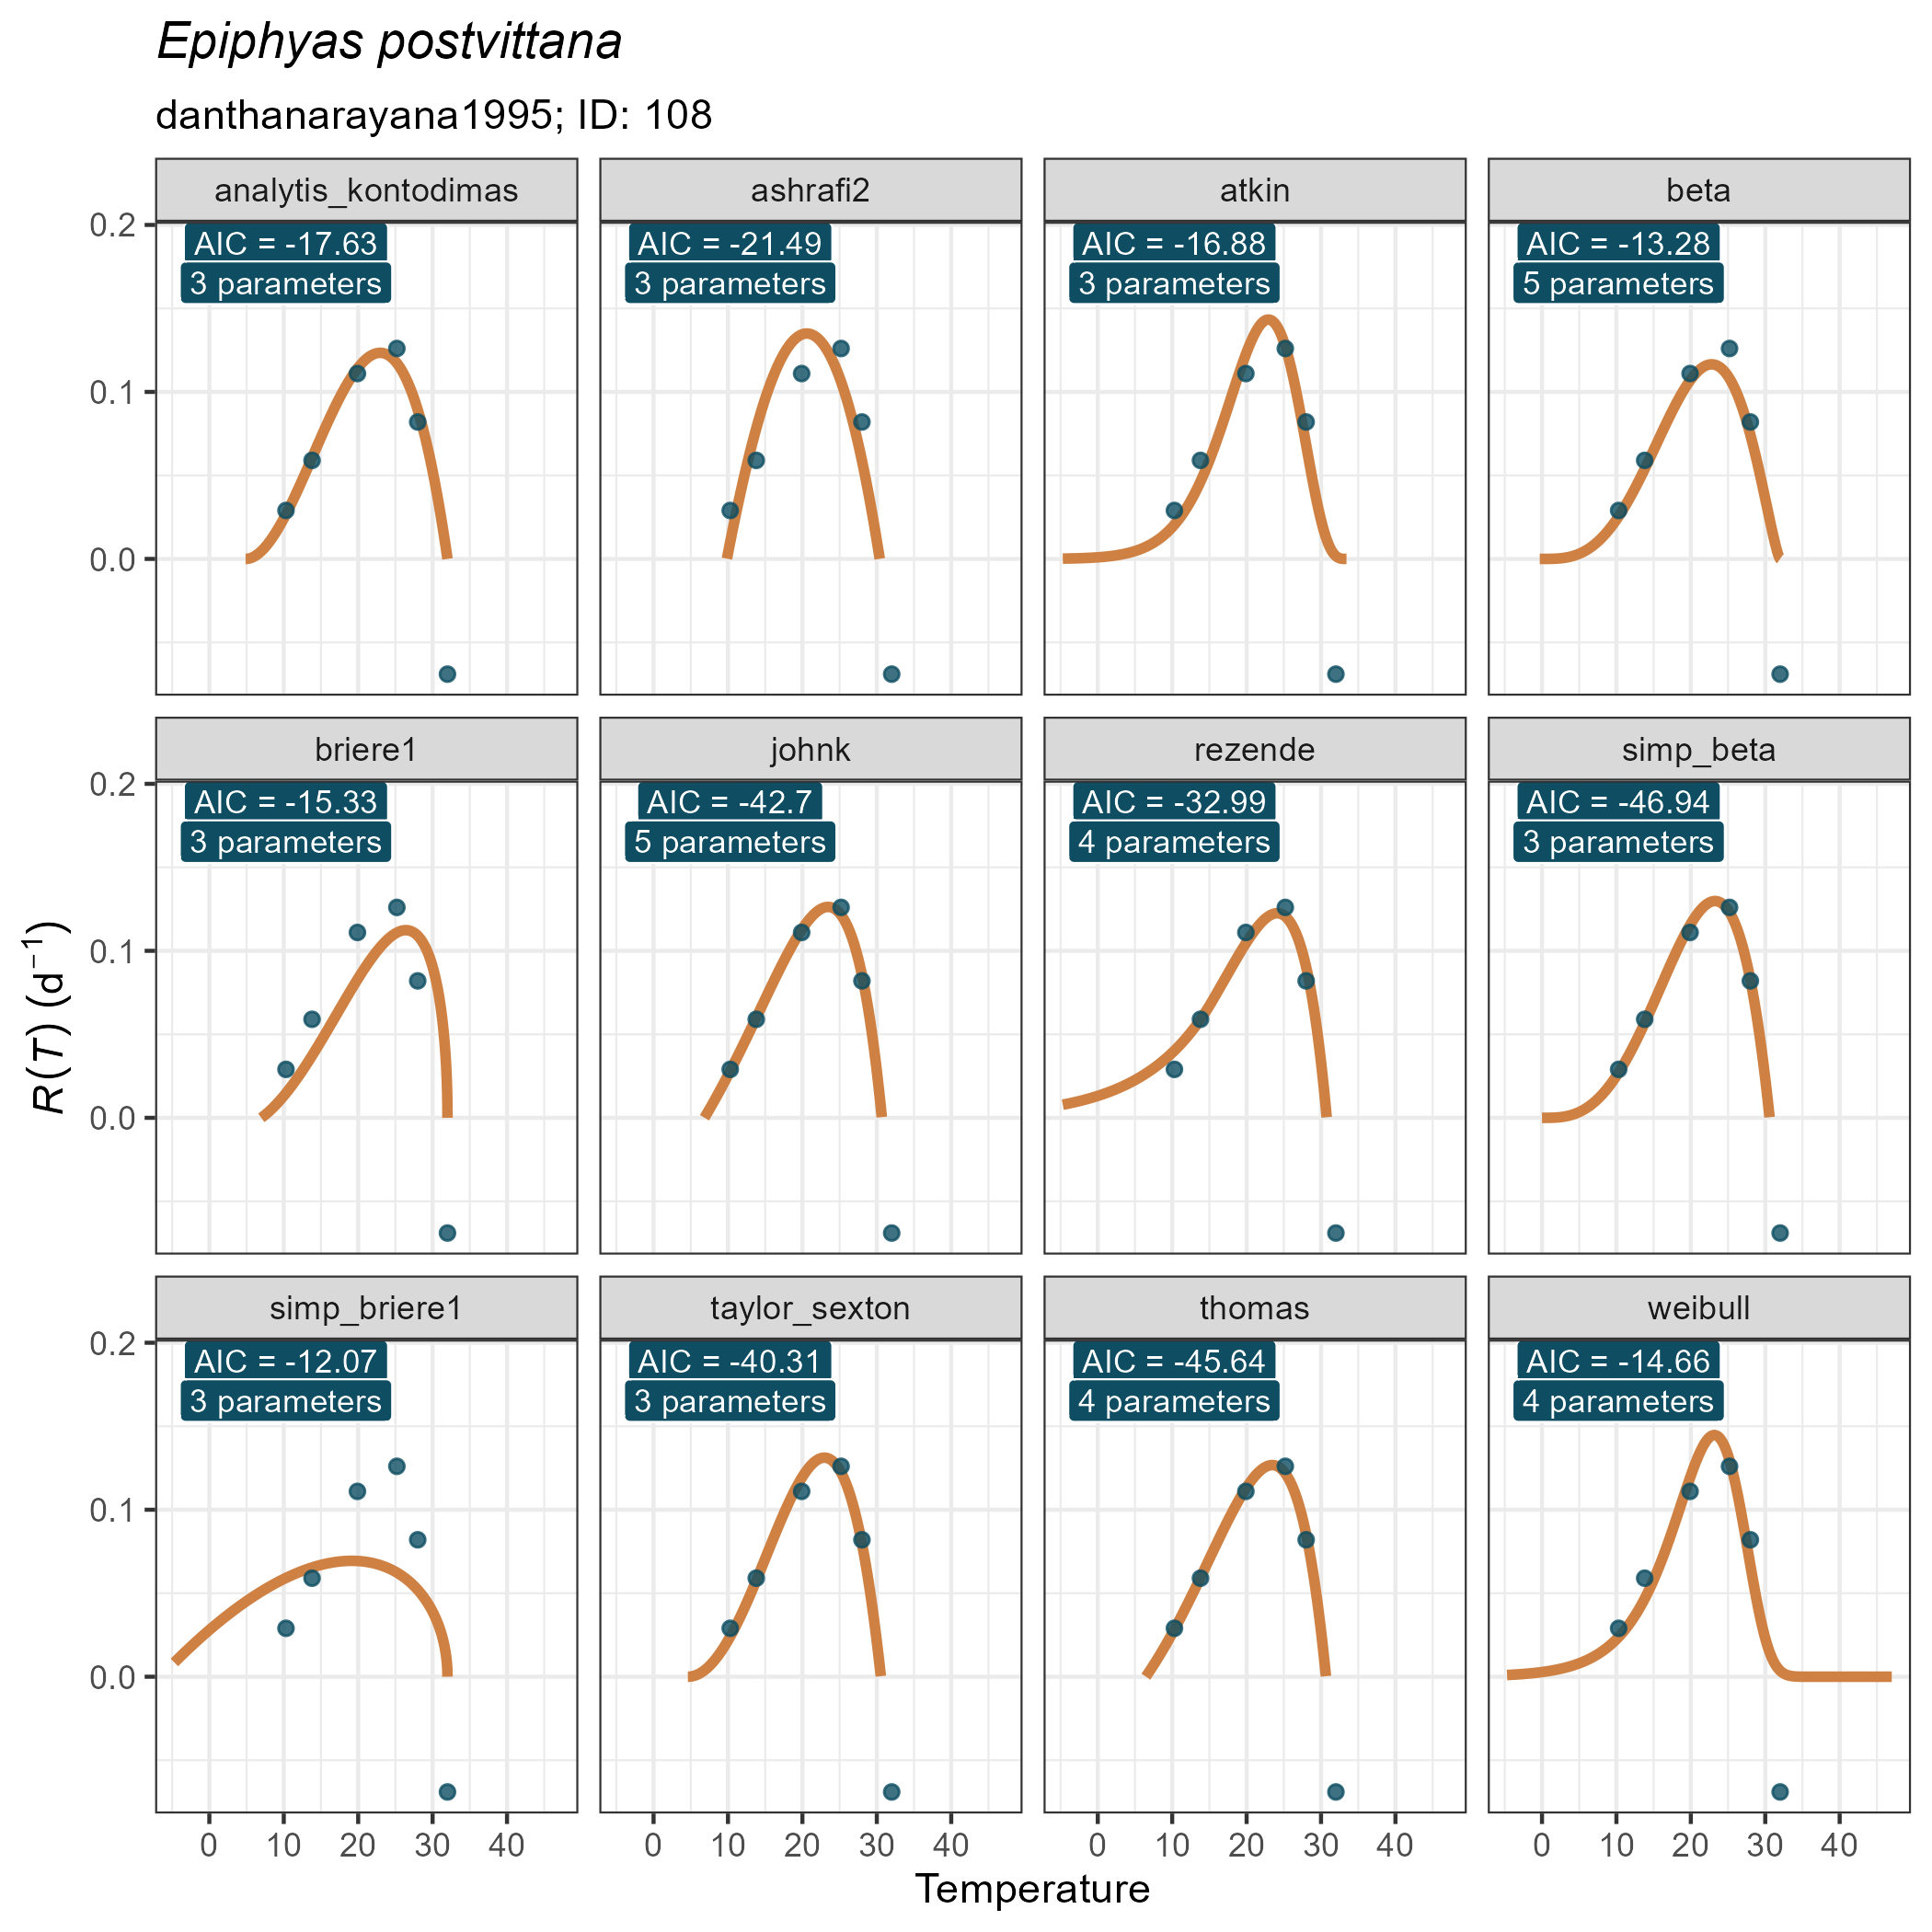 Epiphyas postvittana
danthanarayana1995; ID: 108
analytis_kontodimas
ashrafi2
atkin
beta
0.2
AIC = -17.63
3 parameters
AIC = -21.49
3 parameters
AIC = -16.88
3 parameters
AIC = -13.28
5 parameters
0.1
0.0
briere1
johnk
rezende
simp_beta
0.2
AIC = -15.33
3 parameters
AIC = -42.7
5 parameters
AIC = -32.99
4 parameters
AIC = -46.94
3 parameters
0.1
0.0
R(T) (d⁻¹)
simp_briere1
taylor_sexton
thomas
weibull
0.2
AIC = -12.07
3 parameters
AIC = -40.31
3 parameters
AIC = -45.64
4 parameters
AIC = -14.66
4 parameters
0.1
0.0
0 10 20 30 40
0 10 20 30 40
0 10 20 30 40
0 10 20 30 40
Temperature